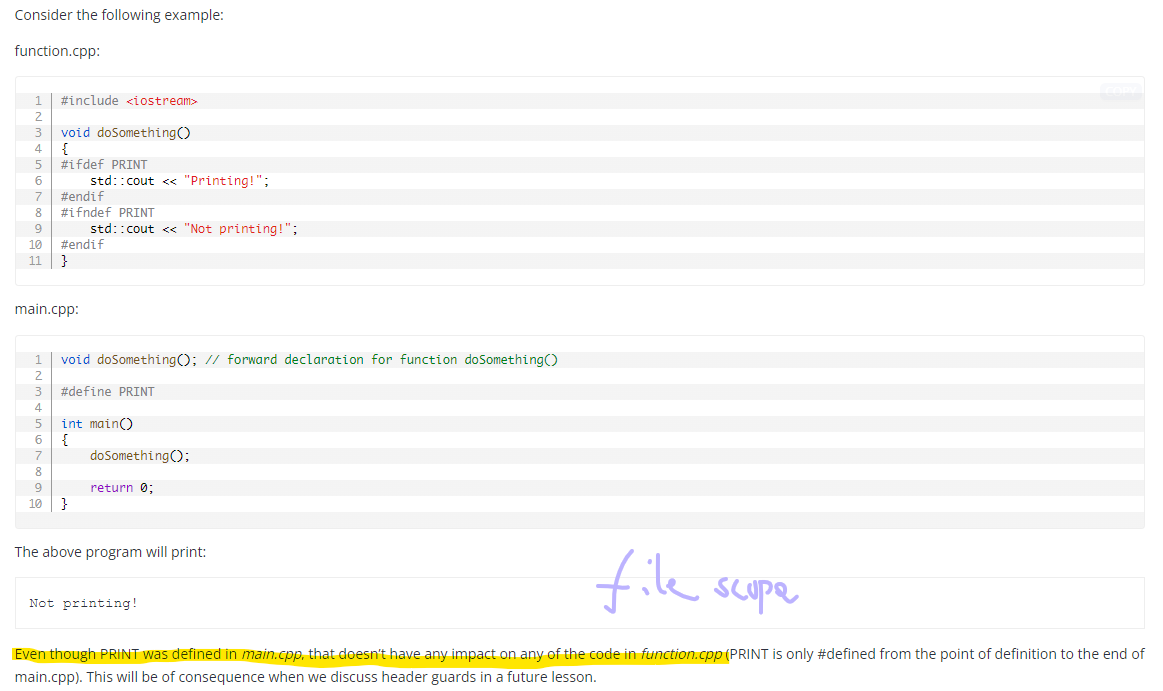 Consider the following example:
function.cpp:
1 #include <iostream>
2
3 void doSomething()
4 {
5 #ifdef PRINT
6     std::cout << "Printing!";
7 #endif
8 #ifndef PRINT
9     std::cout << "Not printing!";
10 #endif
11 }
main.cpp:
1 void doSomething(); // forward declaration for function doSomething()
2
3 #define PRINT
4
5 int main()
6 {
7     doSomething();
8
9     return 0;
10 }
The above program will print:
file scope
Not printing!
Even though PRINT was defined in main.cpp, that doesn't have any impact on any of the code in function.cpp (PRINT is only #defined from the point of definition to the end of
main.cpp). This will be of consequence when we discuss header guards in a future lesson.